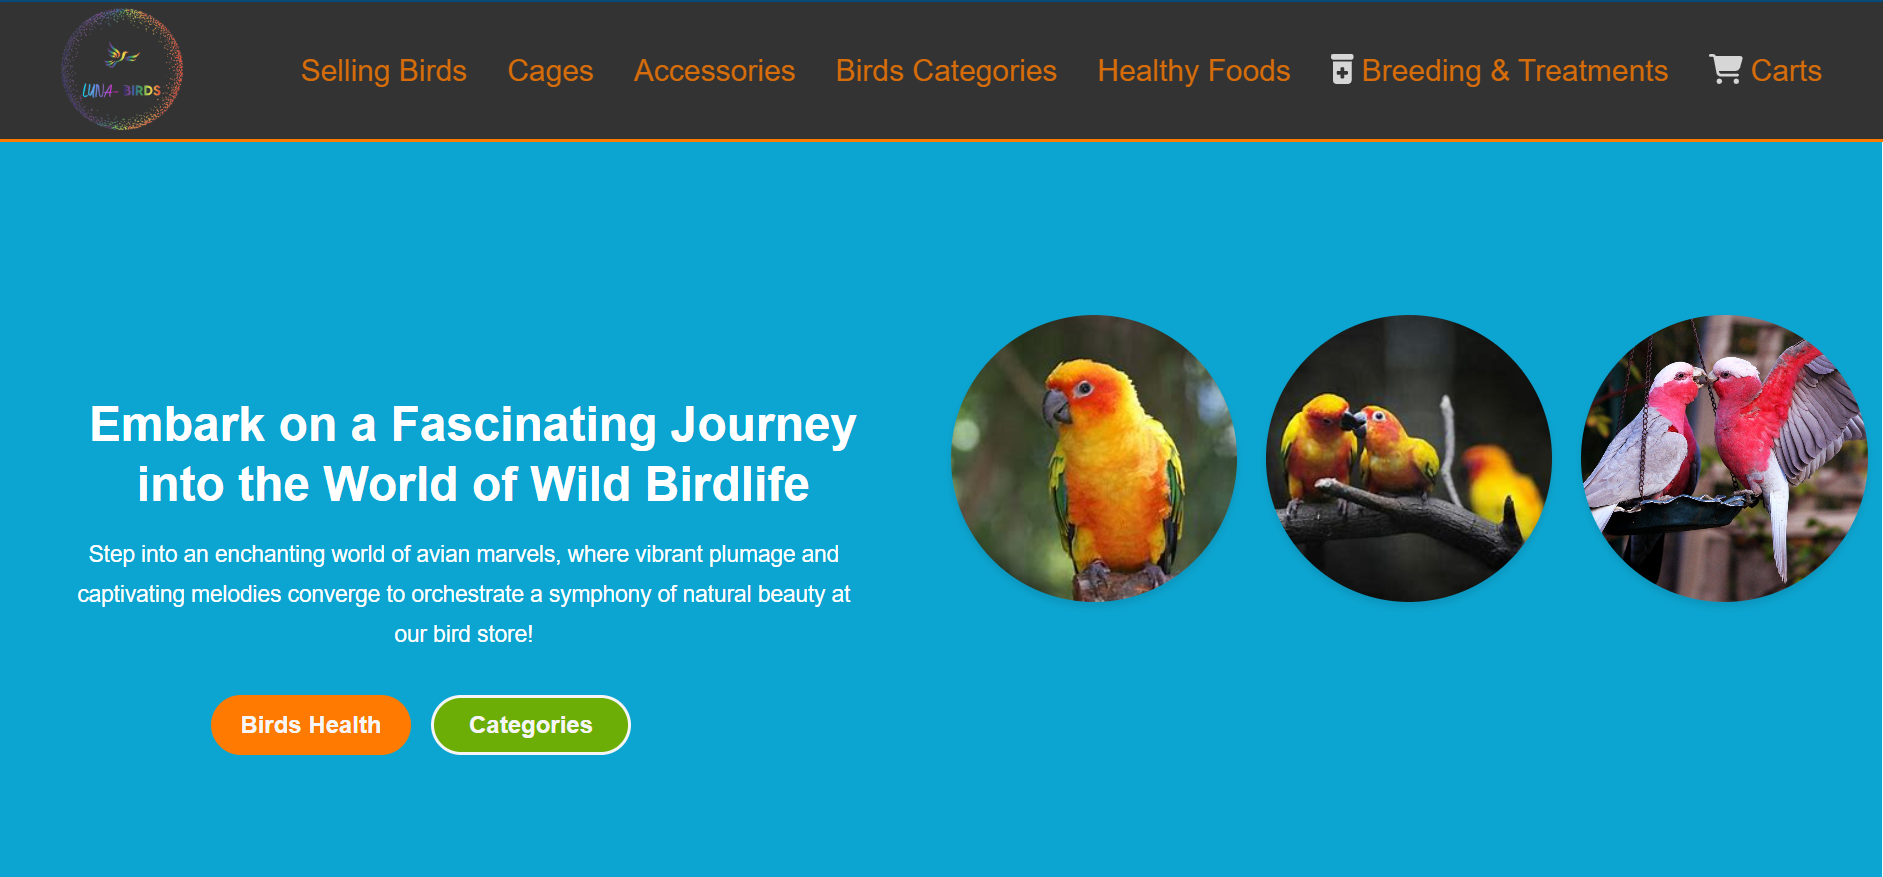 LUNA- BIRDS
Selling Birds
Cages
Accessories
Birds Categories
Healthy Foods
Breeding & Treatments
Carts
Embark on a Fascinating Journey
into the World of Wild Birdlife
Step into an enchanting world of avian marvels, where vibrant plumage and
captivating melodies converge to orchestrate a symphony of natural beauty at
our bird store!
Birds Health
Categories